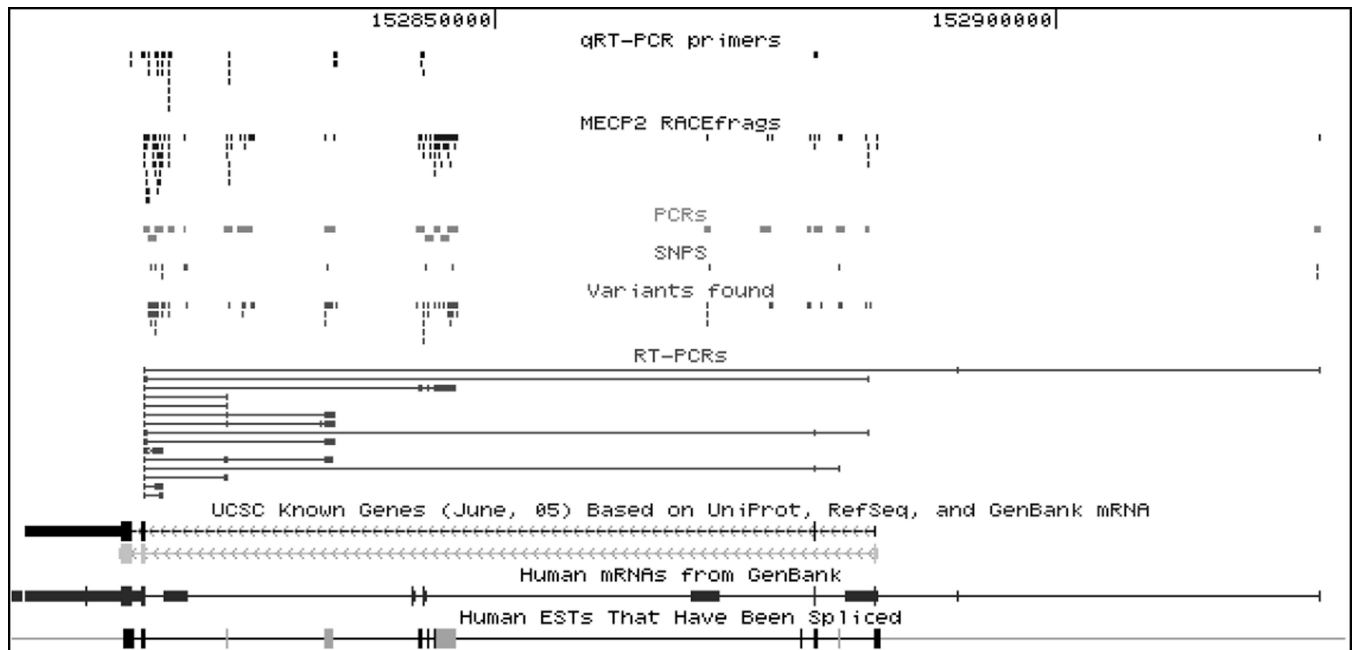 152850000| 152900000|
qRT-PCR primers
MECP2 RACEfrags
PCRs
SNPS
Variants found
RT-PCRs
UCSC Known Genes (June, 05) Based on UniProt, RefSeq, and GenBank mRNA
Human mRNAs from GenBank
Human ESTs That Have Been Spliced